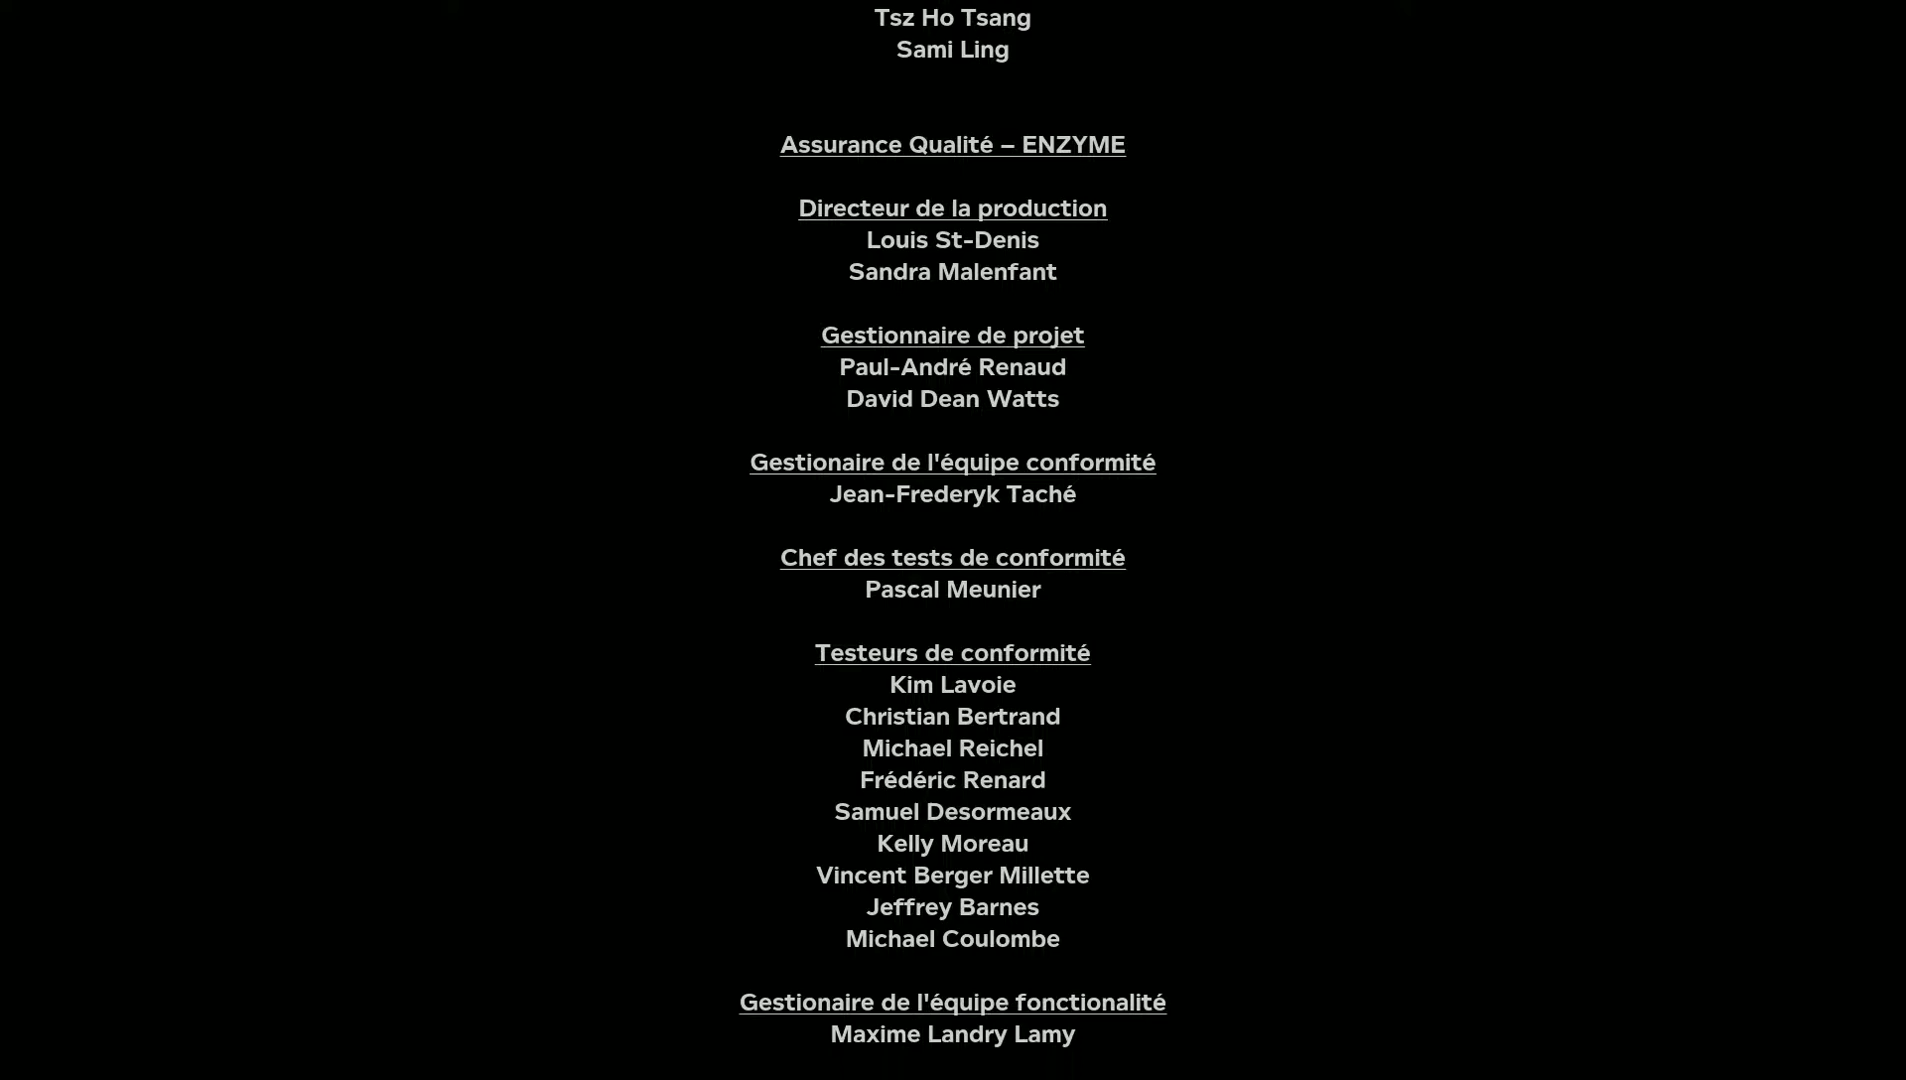 Tsz Ho Tsang
Sami Ling
Assurance Qualité – ENZYME
Directeur de la production
Louis St-Denis
Sandra Malenfant
Gestionnaire de projet
Paul-André Renaud
David Dean Watts
Gestionaire de l'équipe conformité
Jean-Frederyk Taché
Chef des tests de conformité
Pascal Meunier
Testeurs de conformité
Kim Lavoie
Christian Bertrand
Michael Reichel
Frédéric Renard
Samuel Desormeaux
Kelly Moreau
Vincent Berger Millette
Jeffrey Barnes
Michael Coulombe
Gestionaire de l'équipe fonctionalité
Maxime Landry Lamy